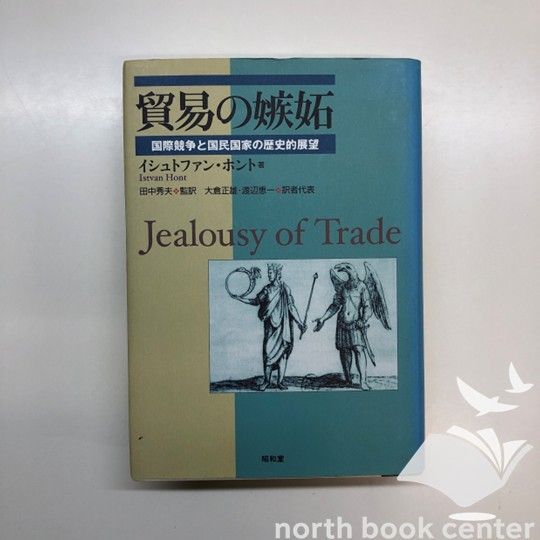 貿易の嫉妬
国際競争と国民国家の歴史的展望
イシュトファン・ホント 著
Istvan Hont
田中秀夫❖監訳 大倉正雄・渡辺恵一❖訳者代表
Jealousy of Trade
昭和堂
north book center